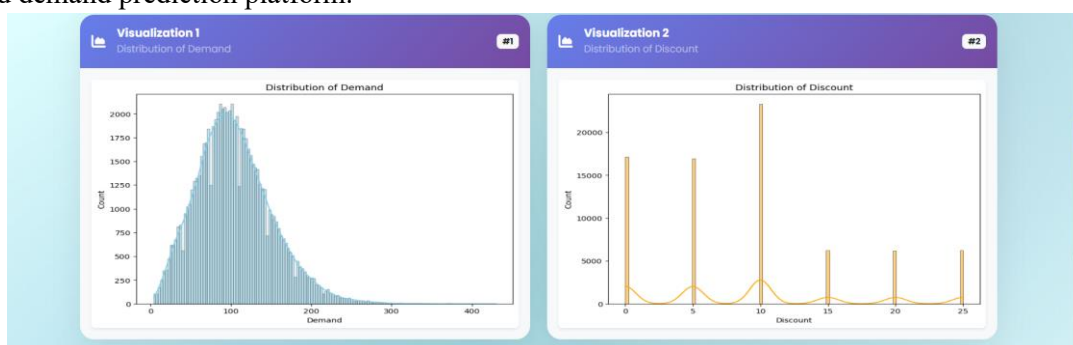 d demand prediction platform.
Visualization 1
Distribution of Demand
#1
Distribution of Demand
2000
1750
1500
1250
1000
750
500
250
0
Count
0 100 200 300 400
Demand
Visualization 2
Distribution of Discount
#2
Distribution of Discount
20000
15000
10000
5000
0
Count
0 5 10 15 20 25
Discount